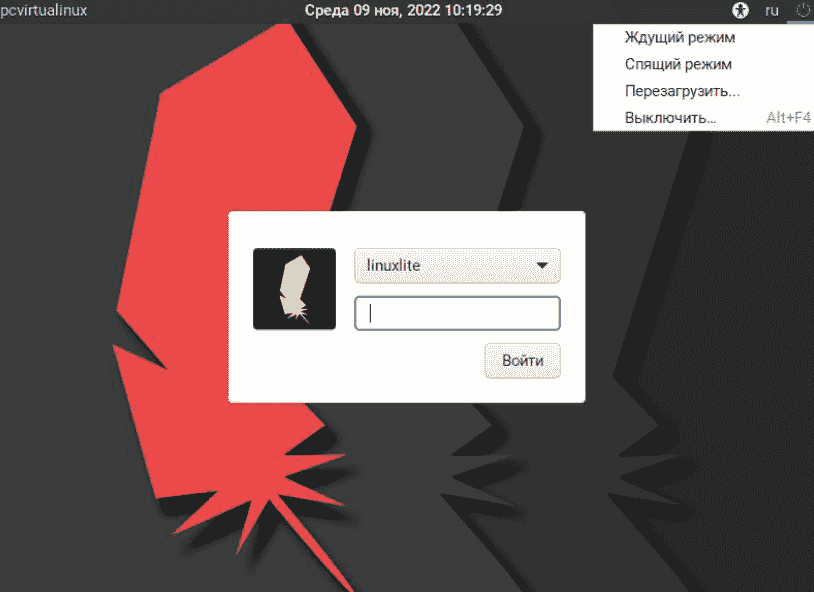 pcvirtualinux Среда 09 ноя, 2022 10:19:29 ru
Ждущий режим
Спящий режим
Перезагрузить...
Выключить... Alt+F4
linuxlite
Войти